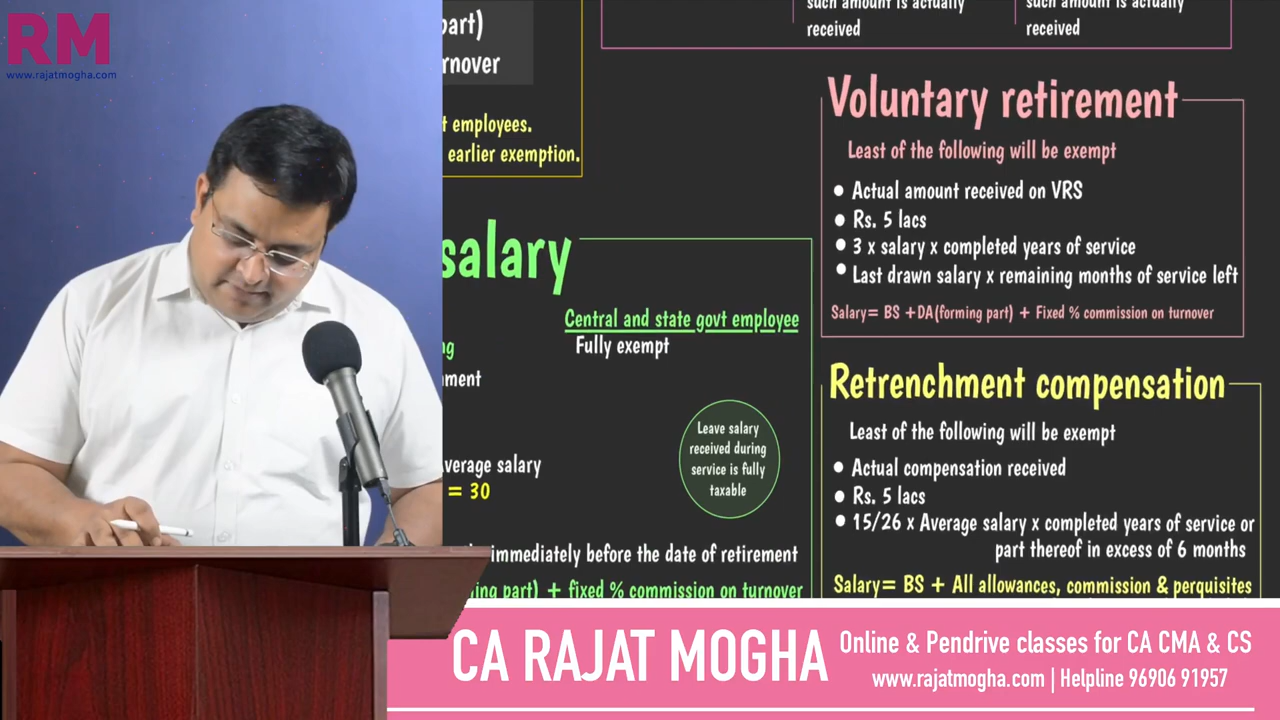 RM
www.rajatmogha.com
part)
rnover
t employees.
earlier exemption.
such amount is actually
received
such amount is actually
received
Voluntary retirement
Least of the following will be exempt
● Actual amount received on VRS
● Rs. 5 lacs
● 3 x salary x completed years of service
● Last drawn salary x remaining months of service left
Salary= BS +DA(forming part) + Fixed % commission on turnover
salary
Central and state govt employee
Fully exempt
ng
ment
Leave salary
received during
service is fully
taxable
verage salary
= 30
immediately before the date of retirement
ing part) + fixed % commission on turnover
Retrenchment compensation
Least of the following will be exempt
● Actual compensation received
● Rs. 5 lacs
● 15/26 x Average salary x completed years of service or
part thereof in excess of 6 months
Salary= BS + All allowances, commission & perquisites
CA RAJAT MOGHA
Online & Pendrive classes for CA CMA & CS
www.rajatmogha.com | Helpline 96906 91957